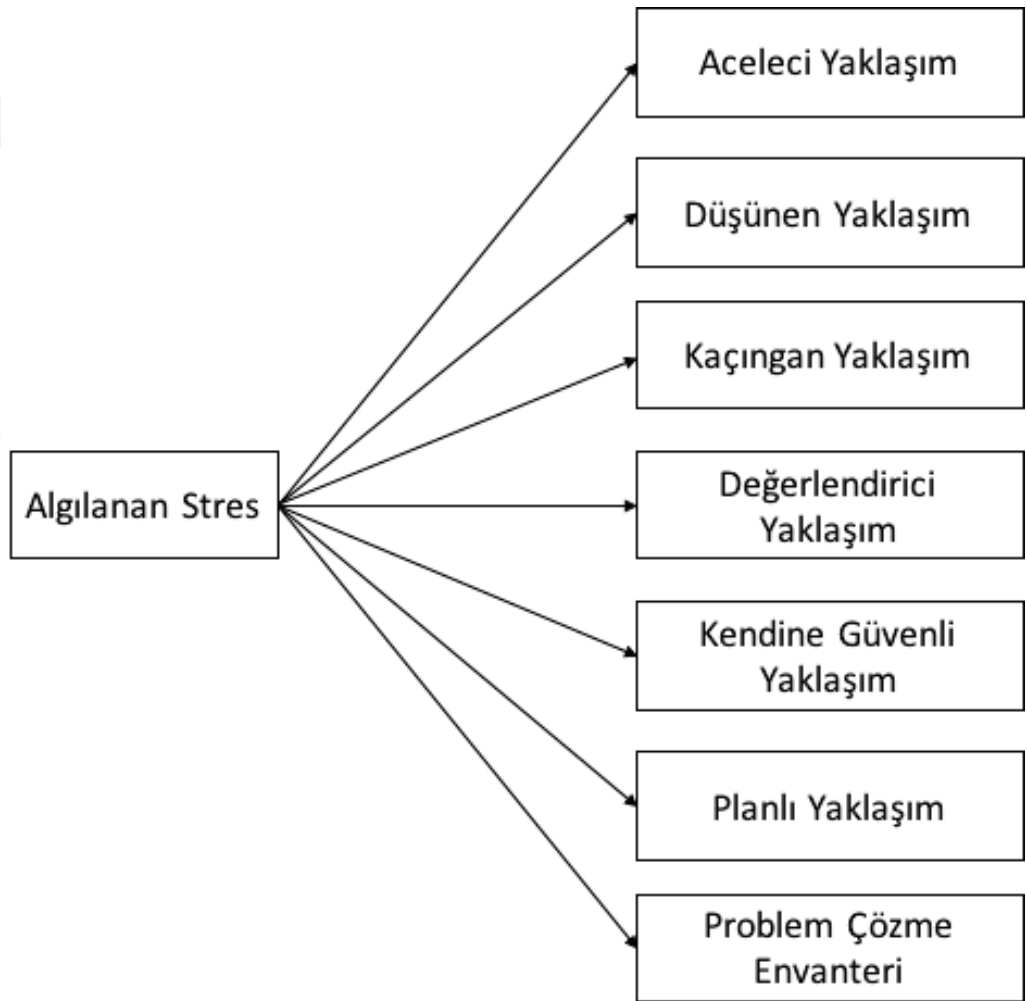 Aceleci Yaklaşım
Düşünen Yaklaşım
Kaçıngan Yaklaşım
Algılanan Stres
Değerlendirici
Yaklaşım
Kendine Güvenli
Yaklaşım
Planlı Yaklaşım
Problem Çözme
Envanteri